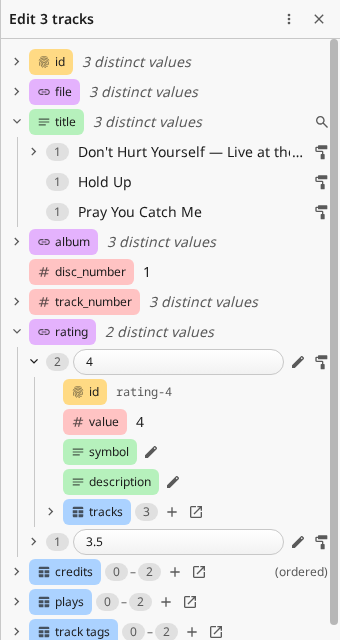 Edit 3 tracks
id 3 distinct values
file 3 distinct values
title 3 distinct values
1 Don't Hurt Yourself — Live at the…
1 Hold Up
1 Pray You Catch Me
album 3 distinct values
# disc_number 1
# track_number 3 distinct values
rating 2 distinct values
2 4
id rating-4
# value 4
symbol
description
tracks 3 +
1 3.5
credits 0 – 2 + (ordered)
plays 0 – 2 +
track tags 0 – 2 +